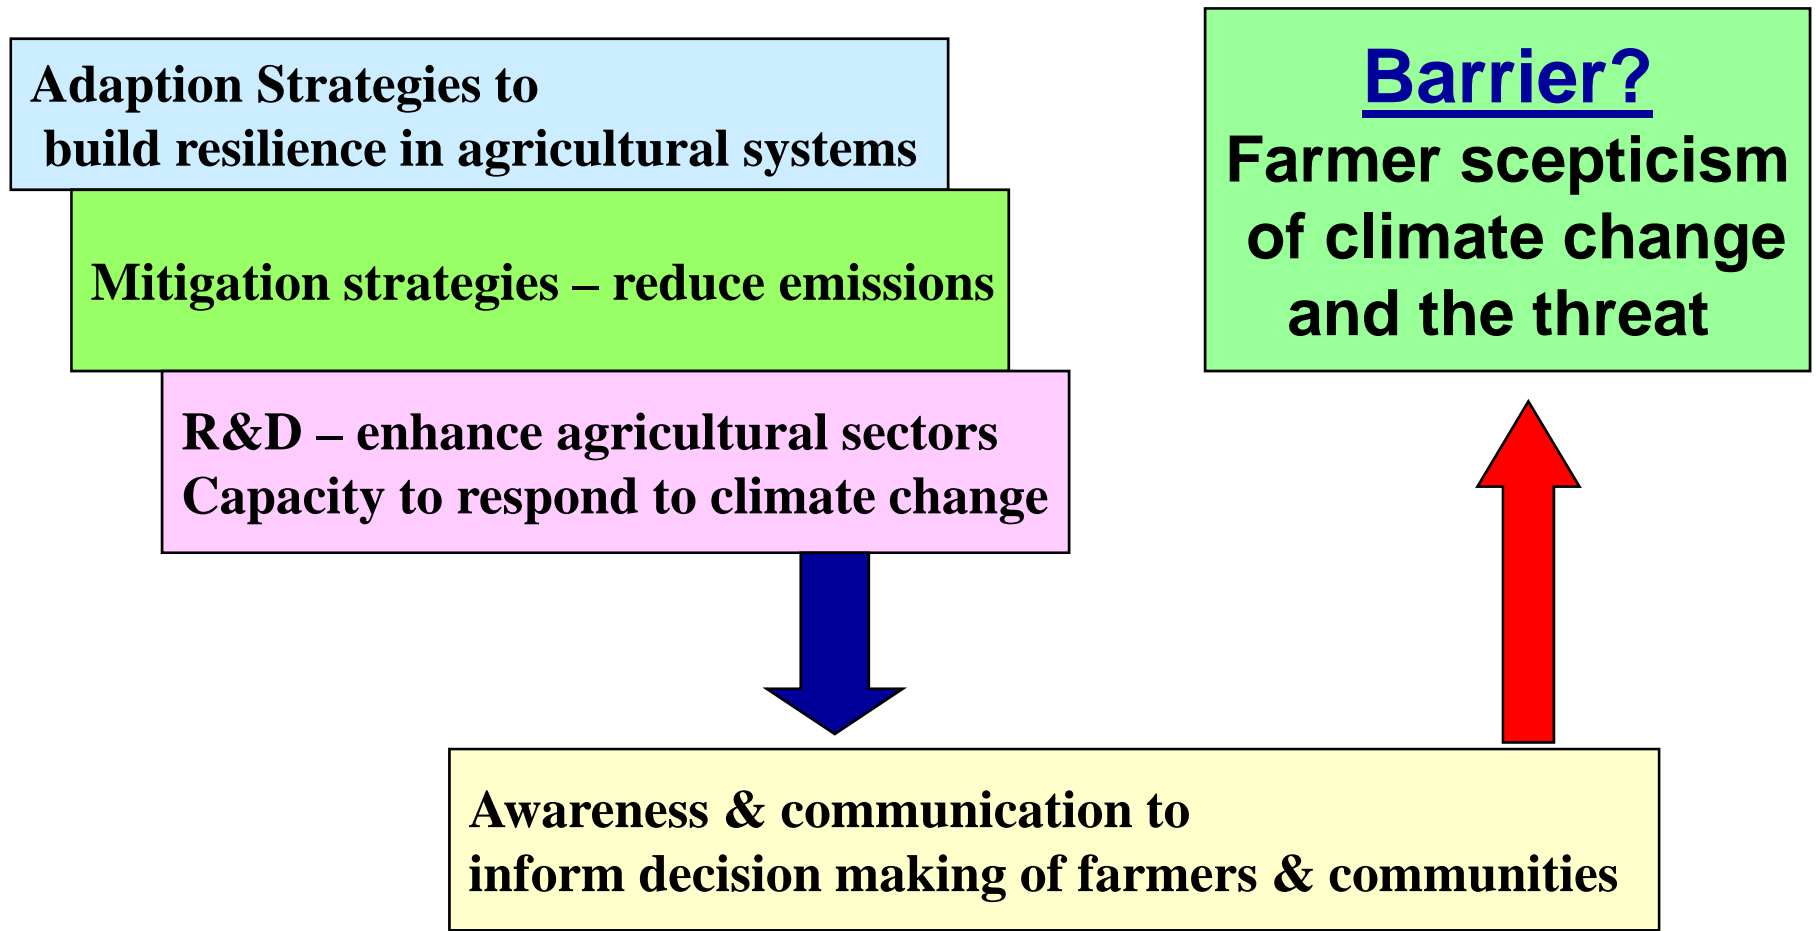 Adaption Strategies to
build resilience in agricultural systems
Mitigation strategies – reduce emissions
R&D – enhance agricultural sectors
Capacity to respond to climate change
Barrier?
Farmer scepticism
of climate change
and the threat
Awareness & communication to
inform decision making of farmers & communities